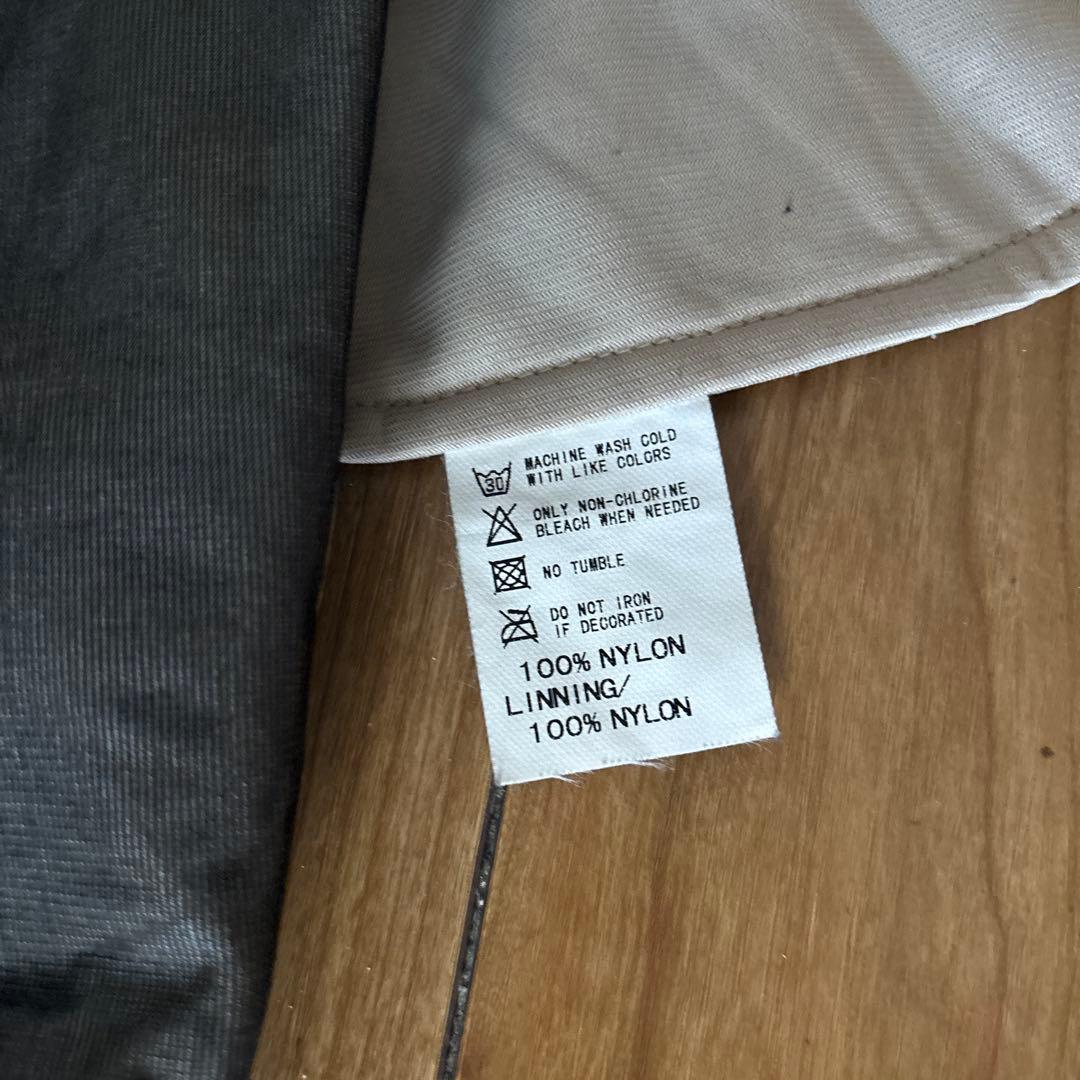 30
MACHINE WASH COLD
WITH LIKE COLORS
ONLY NON-CHLORINE
BLEACH WHEN NEEDED
NO TUMBLE
DO NOT IRON
IF DECORATED
100% NYLON
LINNING/
100% NYLON